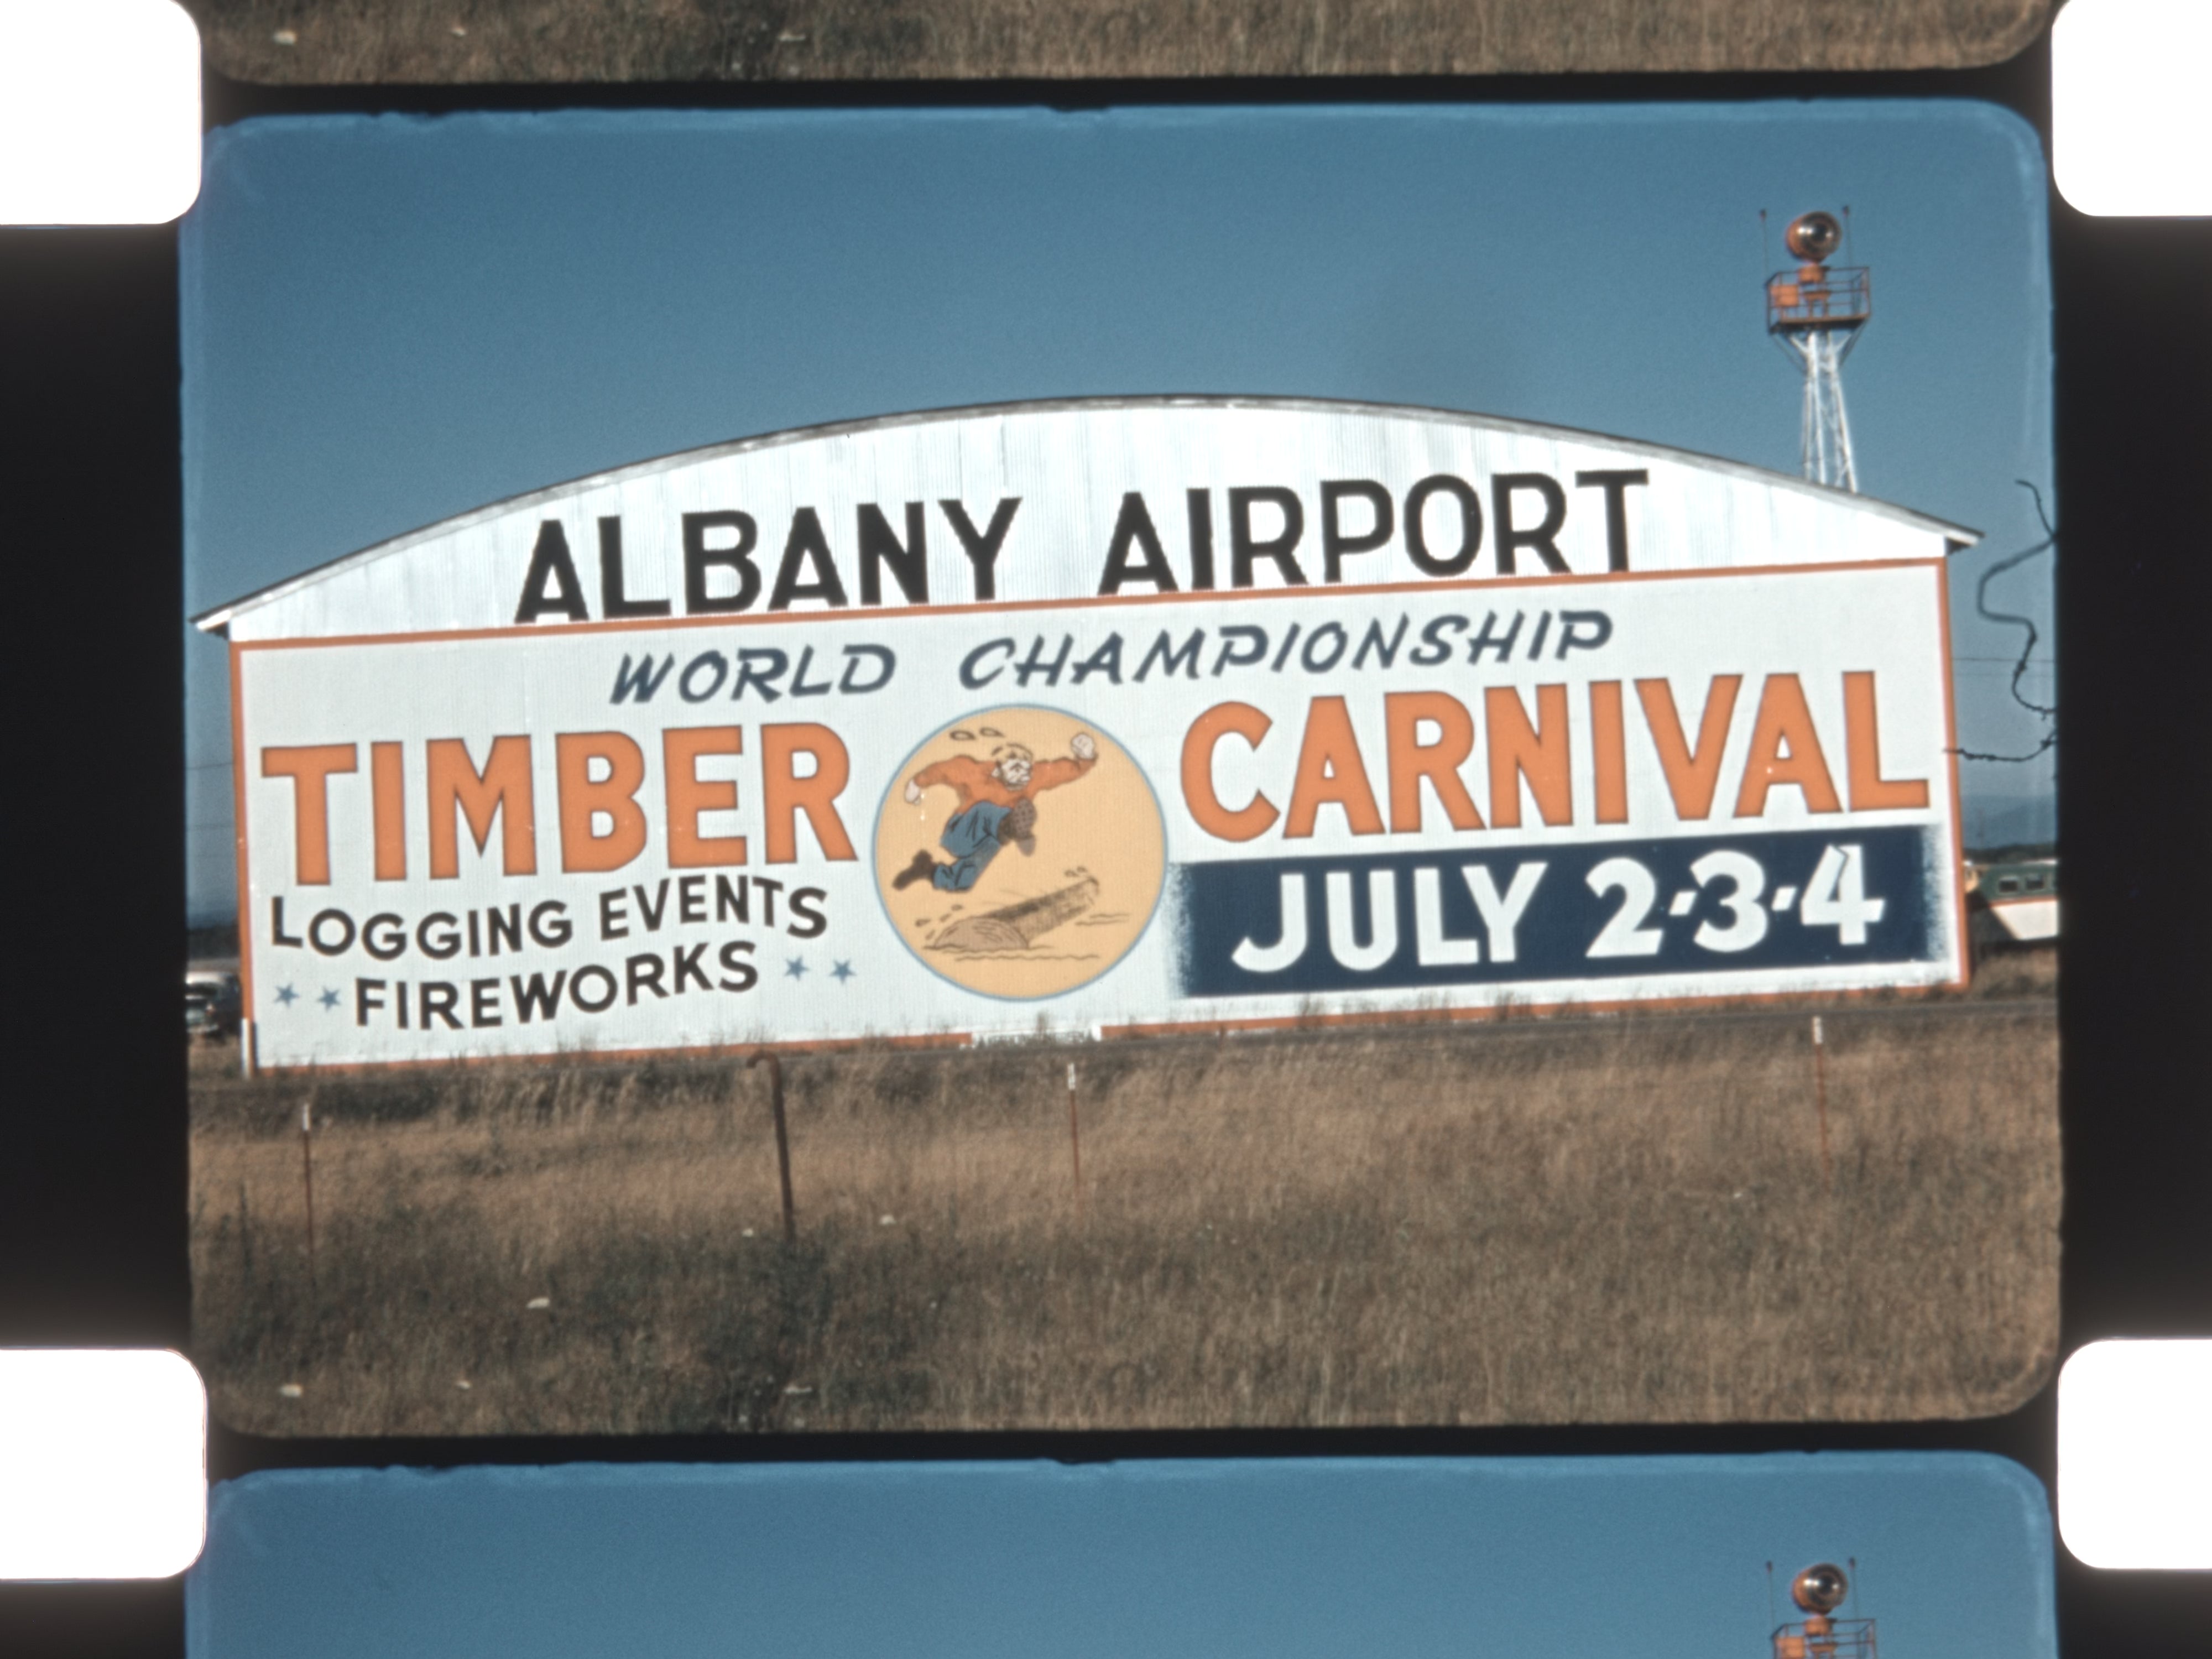 ALBANY AIRPORT
WORLD CHAMPIONSHIP
TIMBER CARNIVAL
LOGGING EVENTS
FIREWORKS
JULY 2-3-4